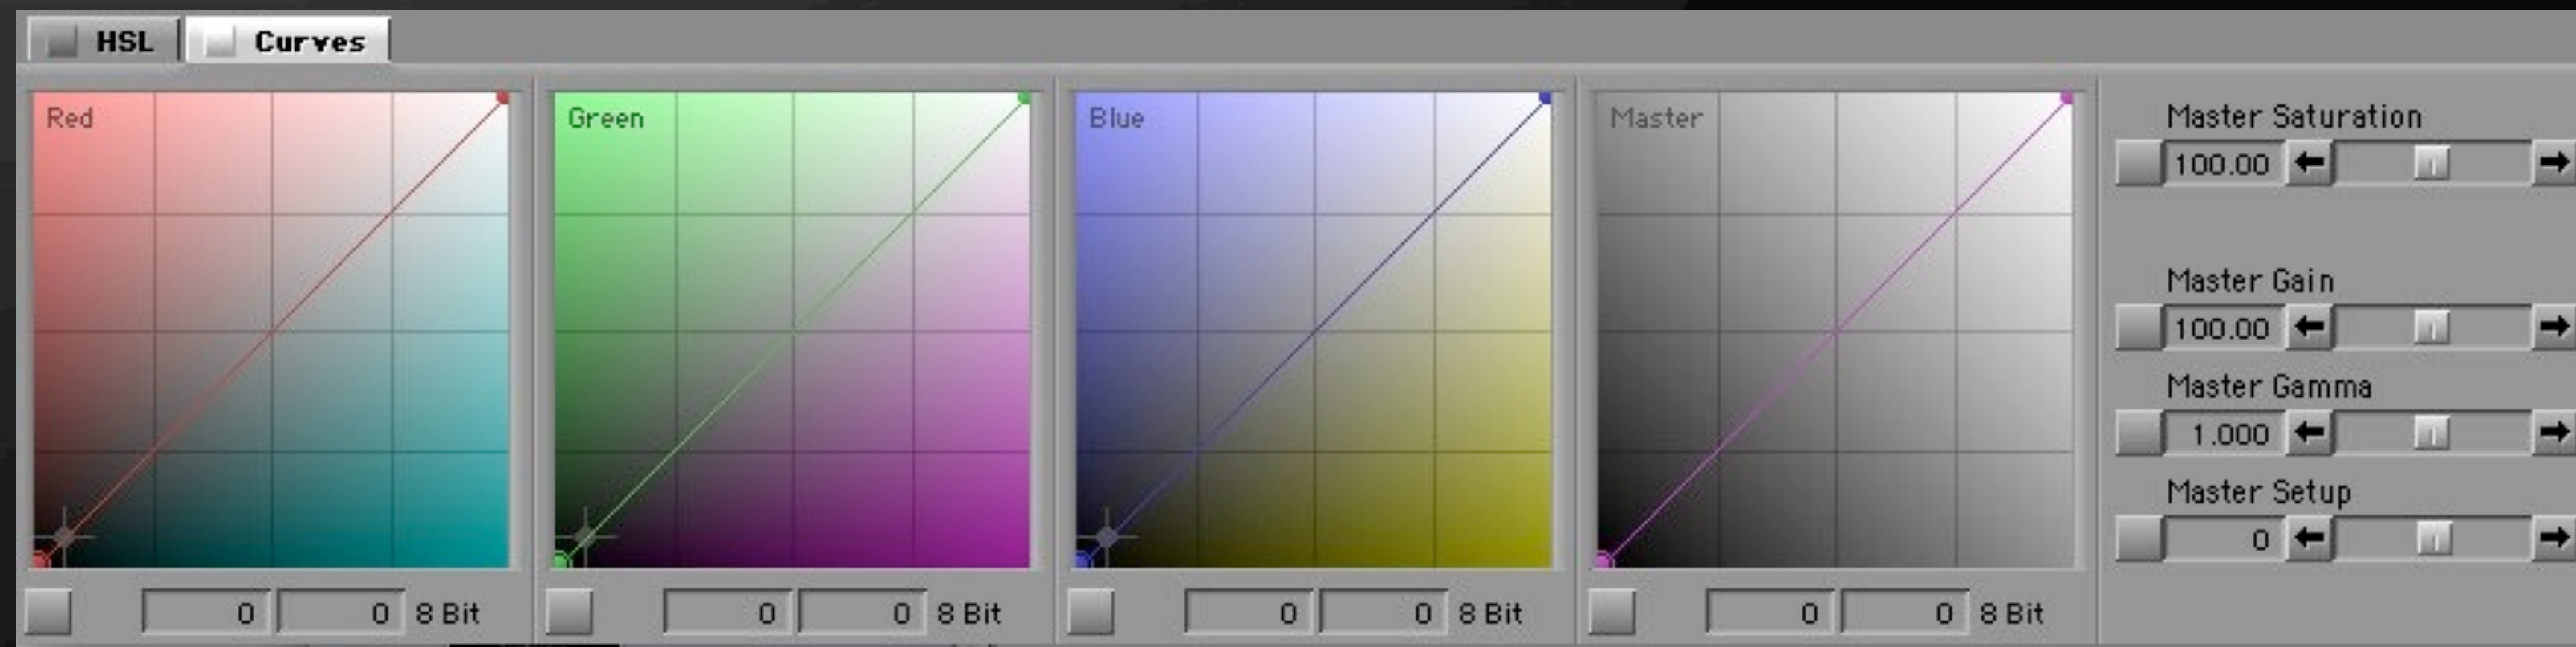 HSL Curves
Red
Green
Blue
Master
0 0 8 Bit
0 0 8 Bit
0 0 8 Bit
0 0 8 Bit
Master Saturation
100.00
Master Gain
100.00
Master Gamma
1.000
Master Setup
0